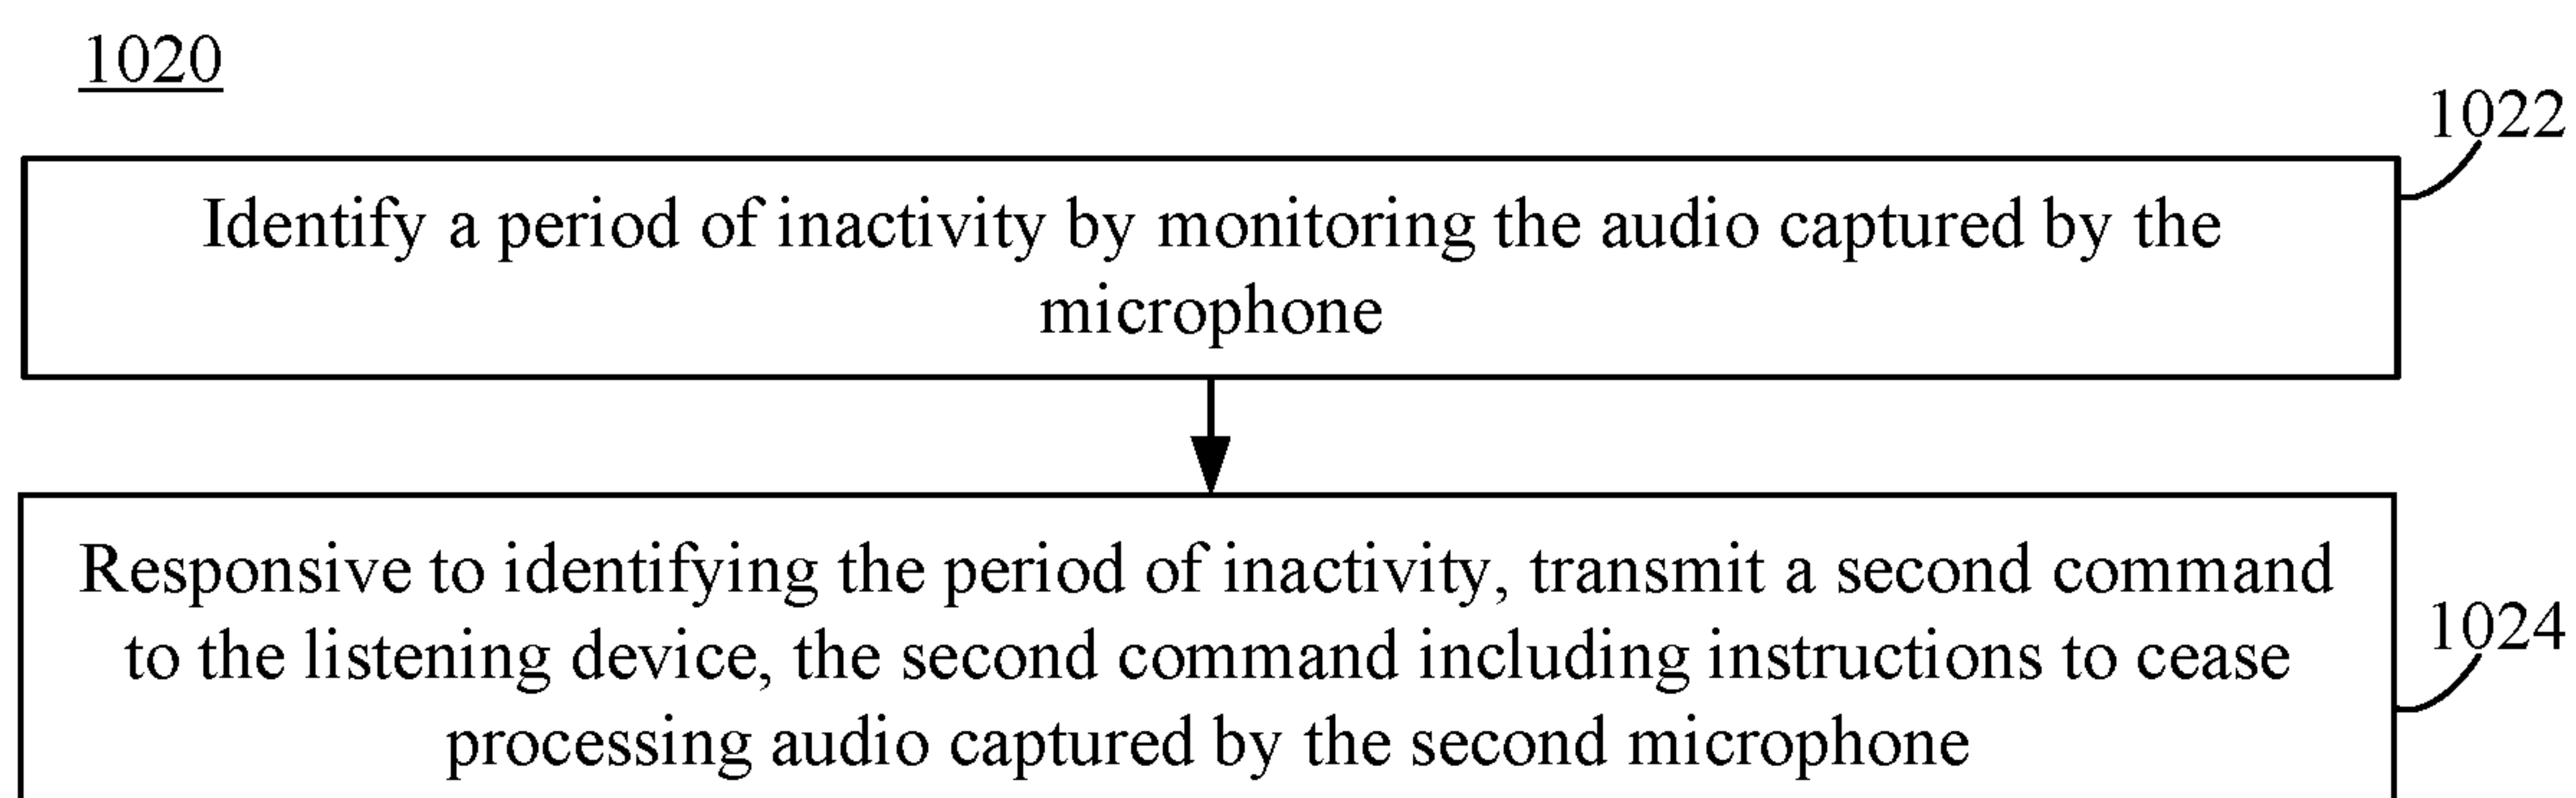 1020
1022
Identify a period of inactivity by monitoring the audio captured by the
microphone
Responsive to identifying the period of inactivity, transmit a second command
to the listening device, the second command including instructions to cease
1024
processing audio captured by the second microphone